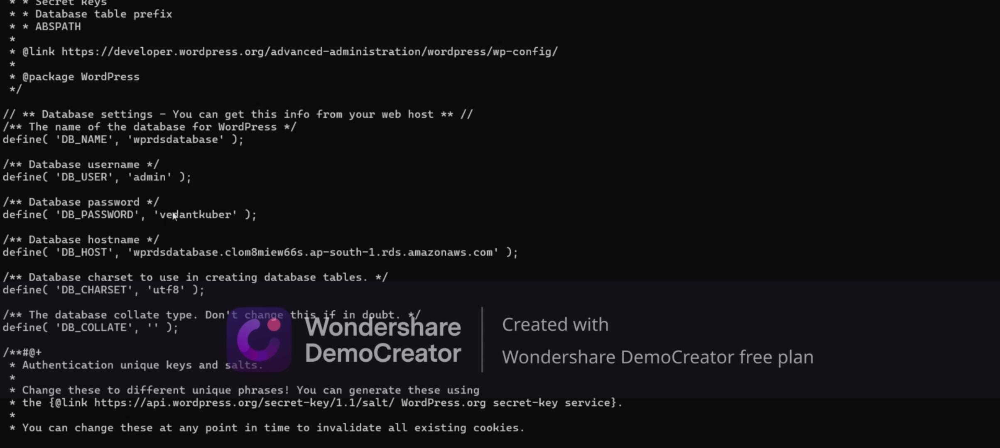 * * Secret keys
* * Database table prefix
* * ABSPATH
*
* @link https://developer.wordpress.org/advanced-administration/wordpress/wp-config/
*
* @package WordPress
*/
// ** Database settings - You can get this info from your web host ** //
/** The name of the database for WordPress */
define( 'DB_NAME', 'wprdsdatabase' );
/** Database username */
define( 'DB_USER', 'admin' );
/** Database password */
define( 'DB_PASSWORD', 'vedantkuber' );
/** Database hostname */
define( 'DB_HOST', 'wprdsdatabase.clom8miew66s.ap-south-1.rds.amazonaws.com' );
/** Database charset to use in creating database tables. */
define( 'DB_CHARSET', 'utf8' );
/** The database collate type. Don't change this if in doubt. */
define( 'DB_COLLATE', '' );
/**#@+
* Authentication unique keys and salts.
*
* Change these to different unique phrases! You can generate these using
* the {@link https://api.wordpress.org/secret-key/1.1/salt/ WordPress.org secret-key service}.
*
* You can change these at any point in time to invalidate all existing cookies.
Wondershare
DemoCreator
Created with
Wondershare DemoCreator free plan